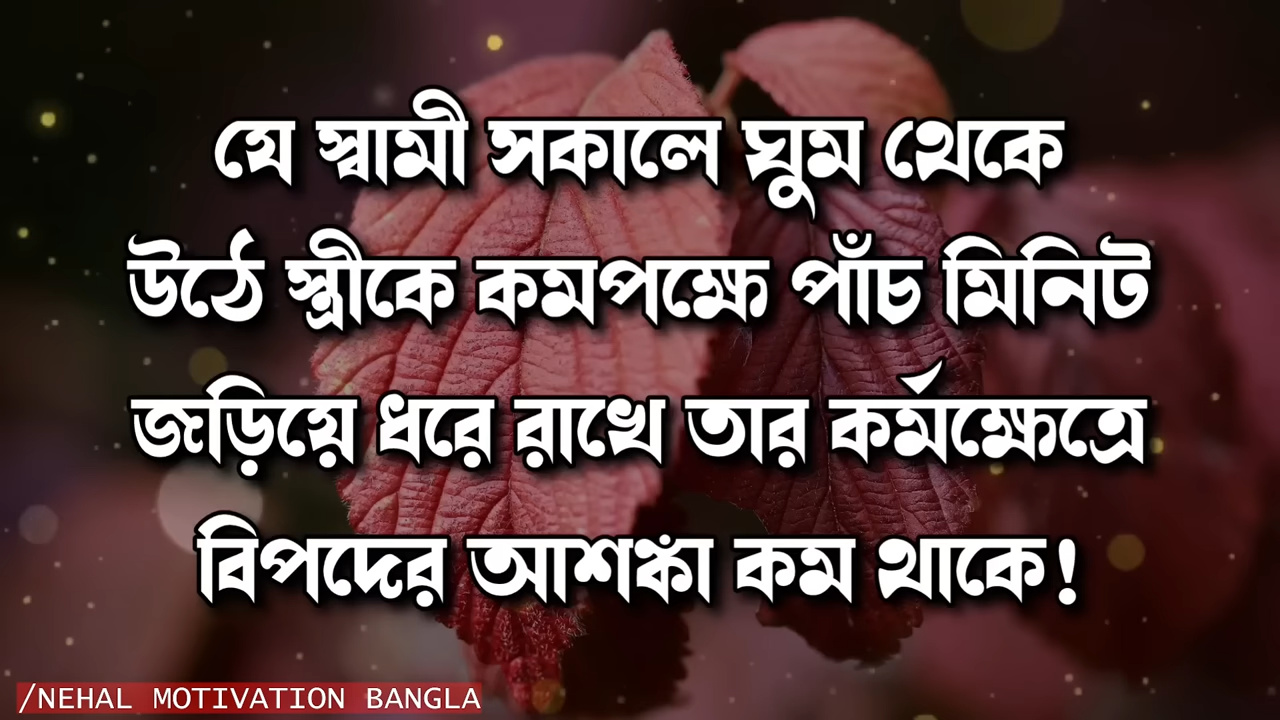 যে স্বামী সকালে ঘুম থেকে
উঠে স্ত্রীকে কমপক্ষে পাঁচ মিনিট
জড়িয়ে ধরে রাখে তার কর্মক্ষেত্রে
বিপদের আশঙ্কা কম থাকে!
/NEHAL MOTIVATION BANGLA